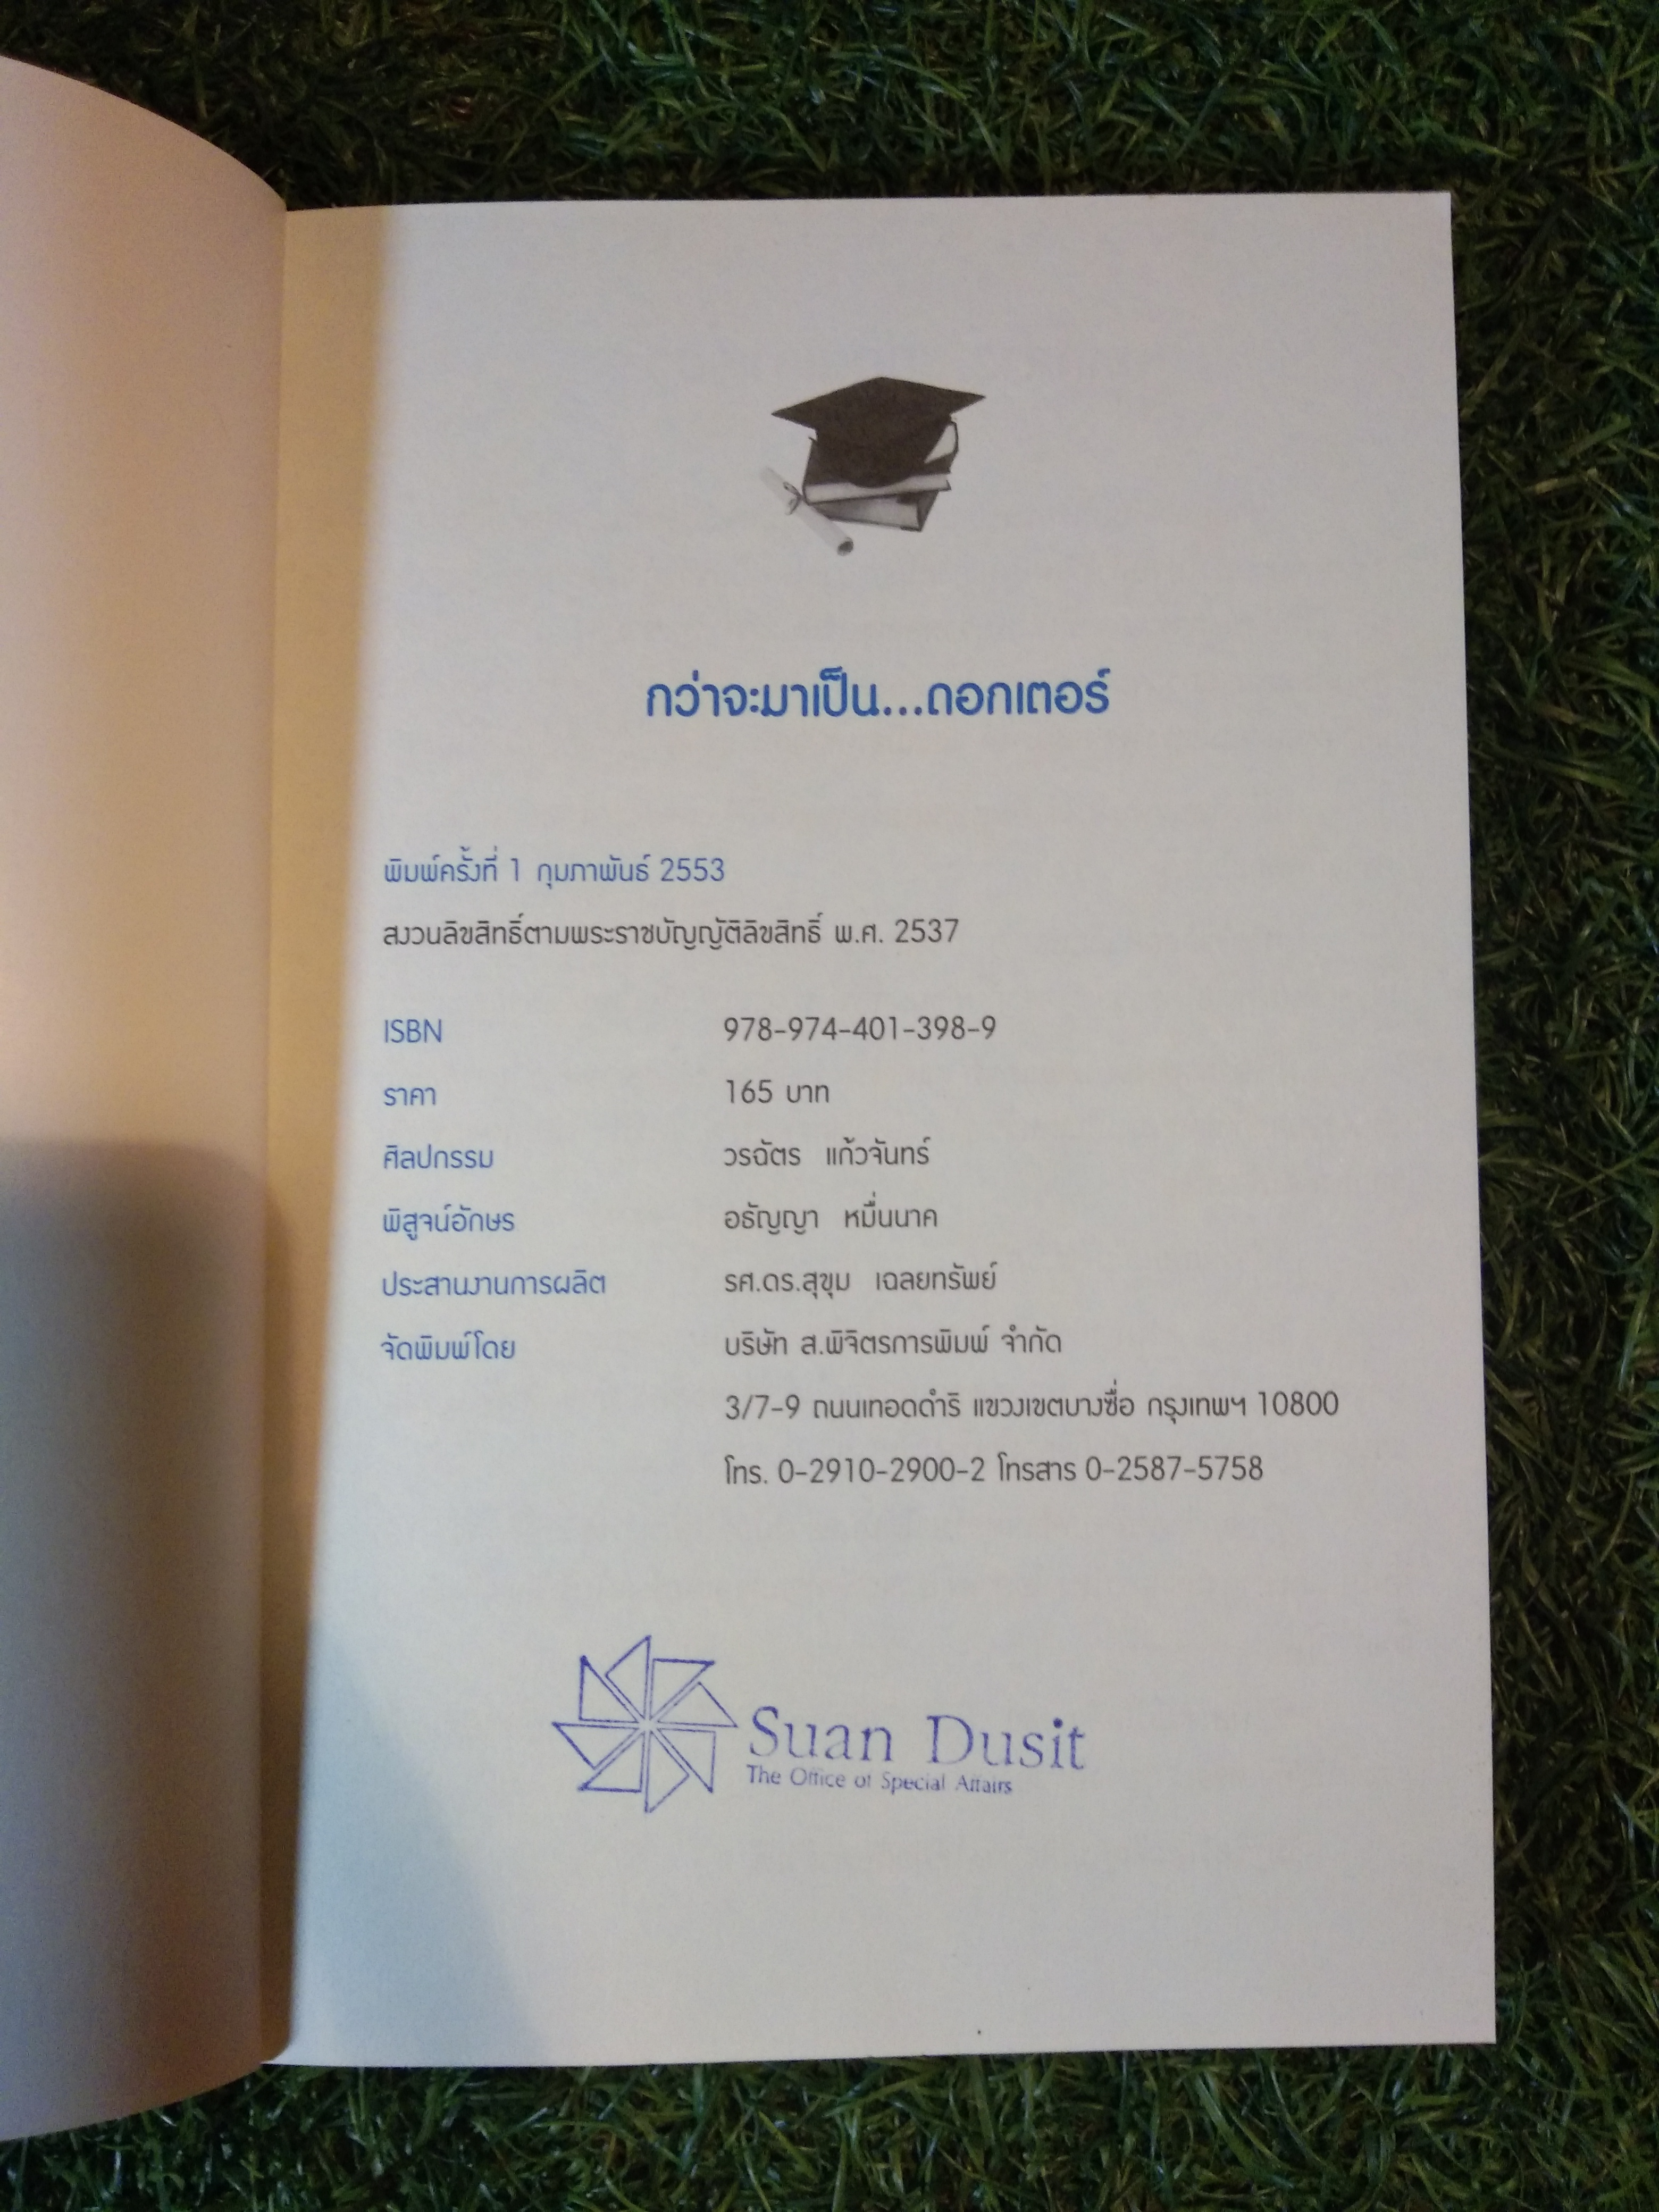 กว่าจะมาเป็น...ดอกเตอร์
พิมพ์ครั้งที่ 1 กุมภาพันธ์ 2553
สงวนลิขสิทธิ์ตามพระราชบัญญัติลิขสิทธิ์ พ.ศ. 2537
ISBN 978-974-401-398-9
ราคา 165 บาท
ศิลปกรรม วรฉัตร แก้วจันทร์
พิสูจน์อักษร อธัญญา หมื่นนาค
ประสานงานการผลิต รศ.ดร.สุขุม เฉลยทรัพย์
จัดพิมพ์โดย บริษัท ส.พิจิตรการพิมพ์ จำกัด
3/7-9 ถนนเทอดดำริ แขวงเขตบางซื่อ กรุงเทพฯ 10800
โทร. 0-2910-2900-2 โทรสาร 0-2587-5758
Suan Dusit
The Office of Special Affairs